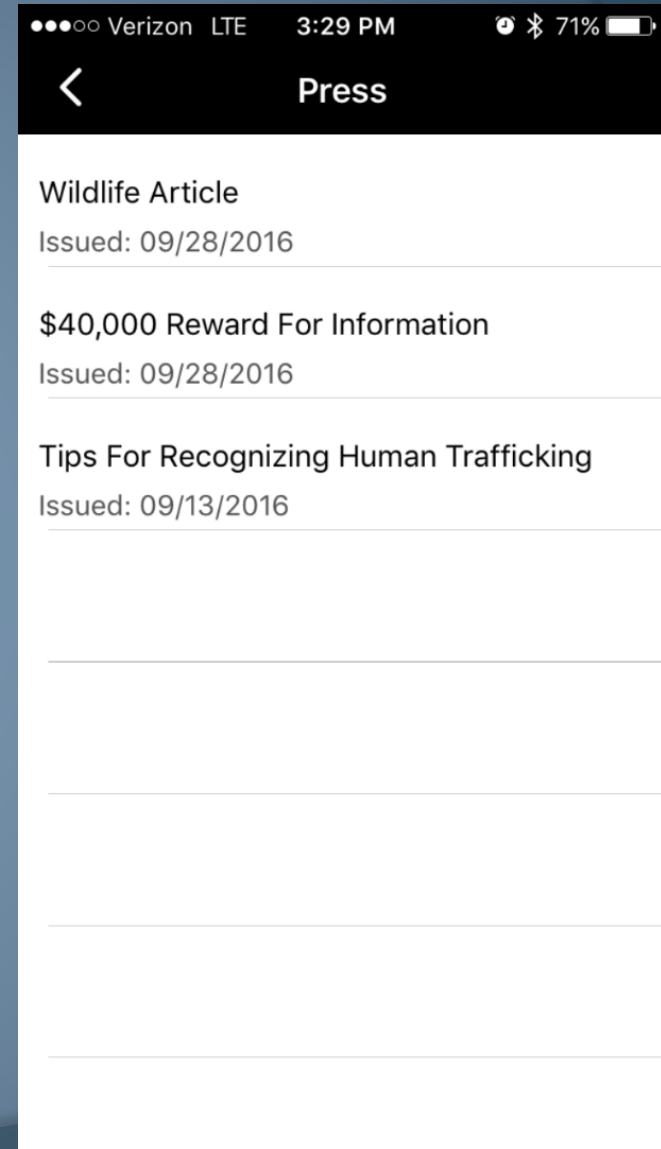 Verizon LTE 3:29 PM 71%
Press
Wildlife Article
Issued: 09/28/2016
$40,000 Reward For Information
Issued: 09/28/2016
Tips For Recognizing Human Trafficking
Issued: 09/13/2016